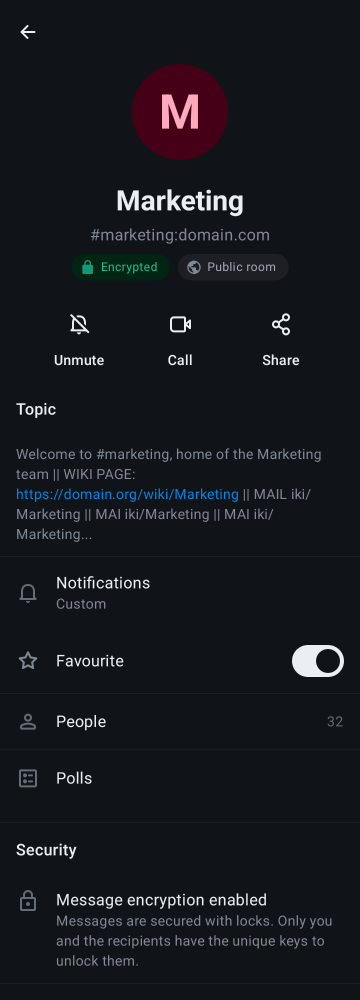 M
Marketing
#marketing:domain.com
Encrypted
Public room
Unmute
Call
Share
Topic
Welcome to #marketing, home of the Marketing
team || WIKI PAGE:
https://domain.org/wiki/Marketing || MAIL iki/
Marketing || MAI iki/Marketing || MAI iki/
Marketing...
Notifications
Custom
Favourite
People 32
Polls
Security
Message encryption enabled
Messages are secured with locks. Only you
and the recipients have the unique keys to
unlock them.